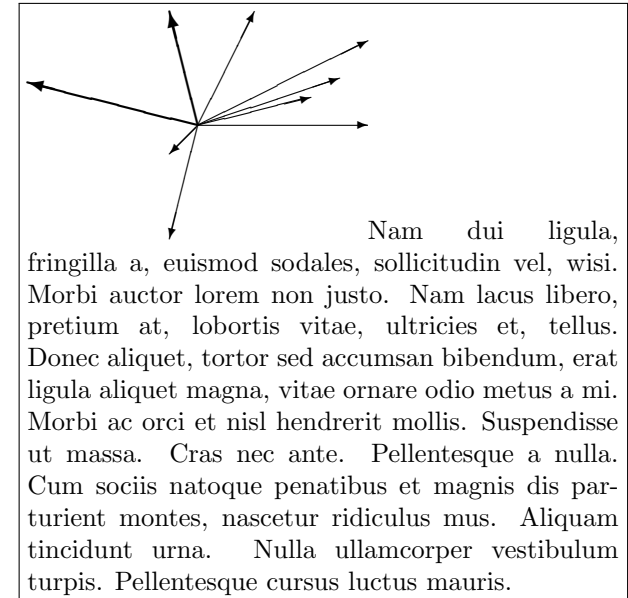 Nam dui ligula,
fringilla a, euismod sodales, sollicitudin vel, wisi.
Morbi auctor lorem non justo. Nam lacus libero,
pretium at, lobortis vitae, ultricies et, tellus.
Donec aliquet, tortor sed accumsan bibendum, erat
ligula aliquet magna, vitae ornare odio metus a mi.
Morbi ac orci et nisl hendrerit mollis. Suspendisse
ut massa. Cras nec ante. Pellentesque a nulla.
Cum sociis natoque penatibus et magnis dis par-
turient montes, nascetur ridiculus mus. Aliquam
tincidunt urna. Nulla ullamcorper vestibulum
turpis. Pellentesque cursus luctus mauris.